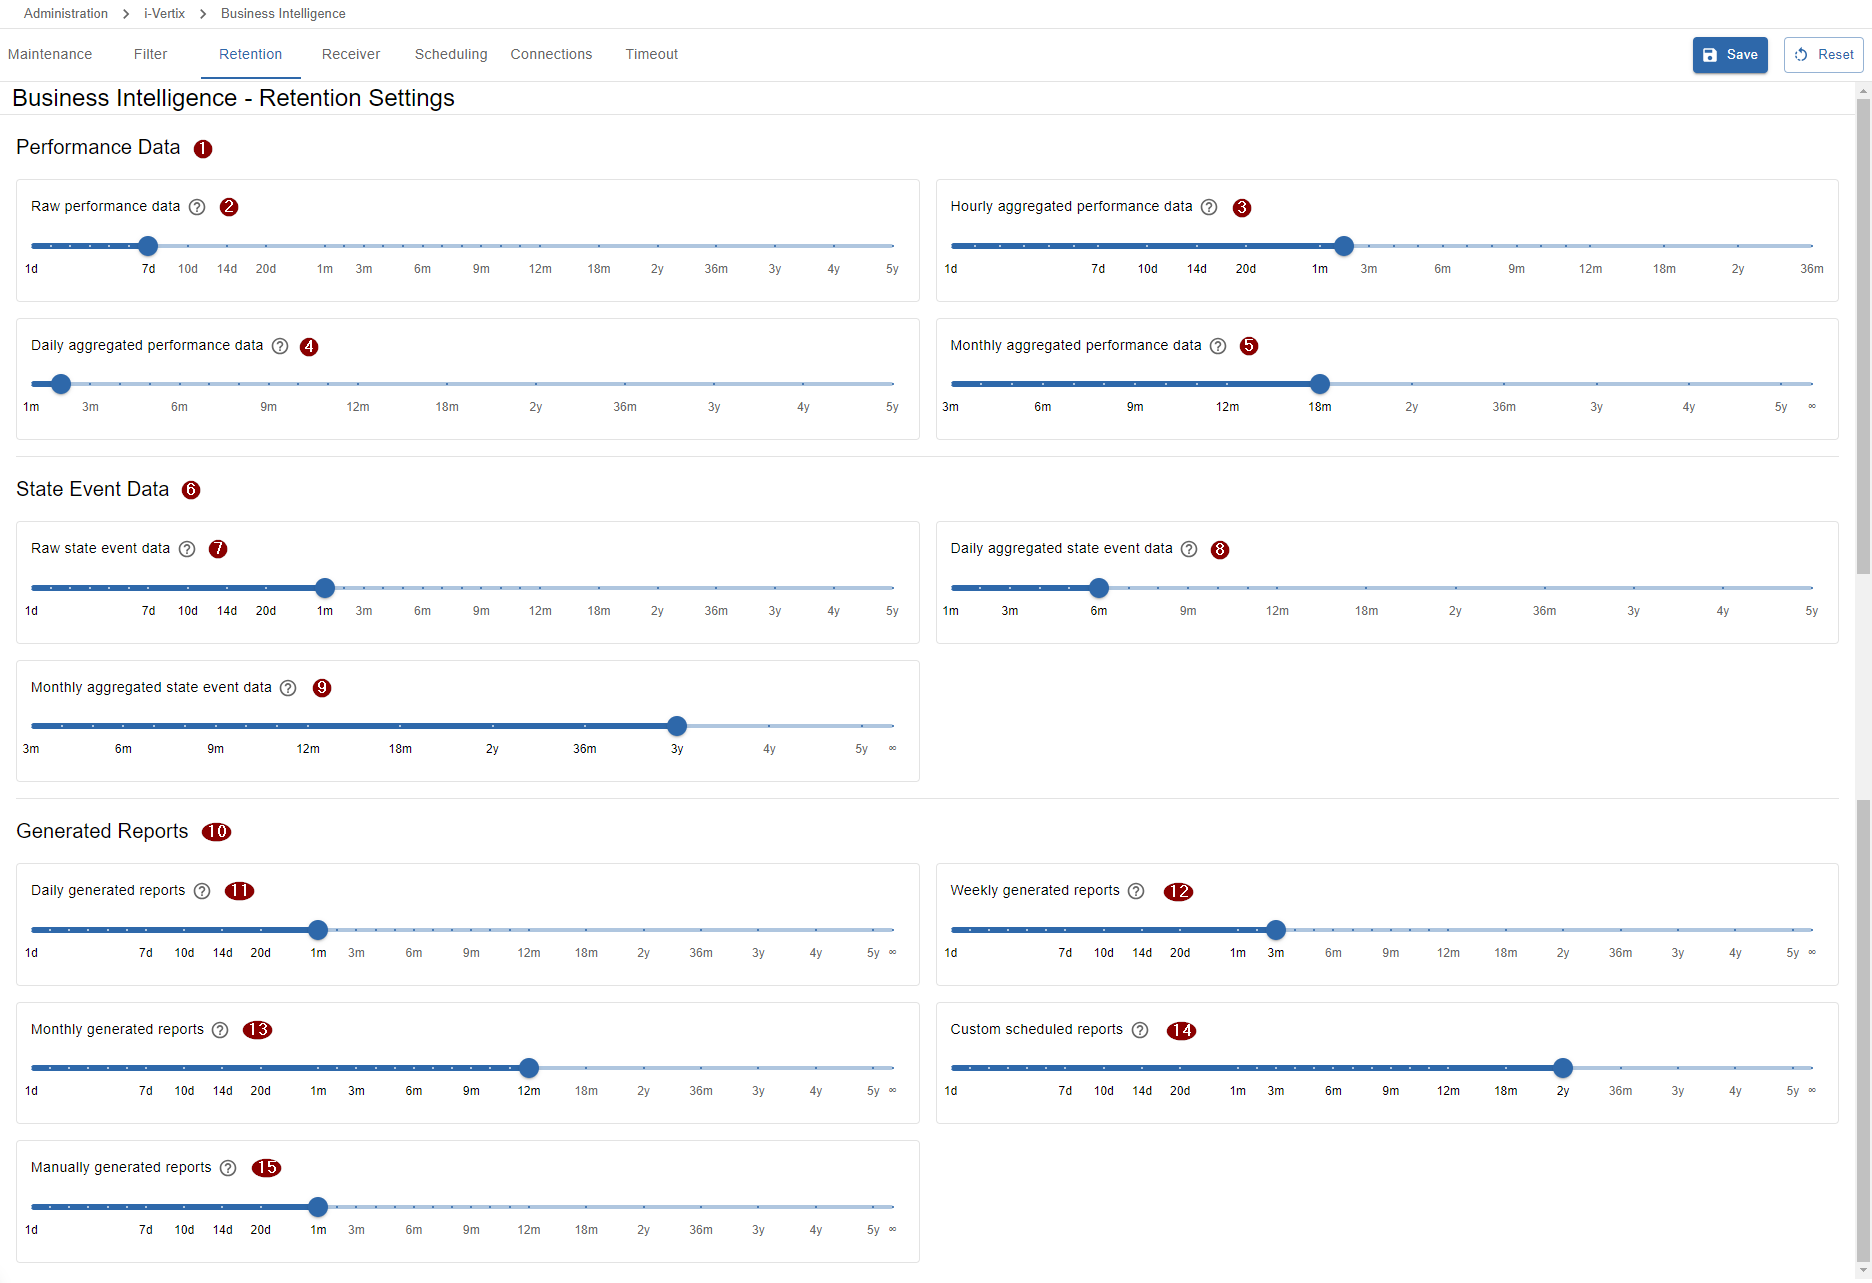 Administration > i-Vertix > Business Intelligence
Maintenance Filter Retention Receiver Scheduling Connections Timeout Save Reset
Business Intelligence - Retention Settings
Performance Data 1
Raw performance data ? 2
1d 7d 10d 14d 20d 1m 3m 6m 9m 12m 18m 2y 36m 3y 4y 5y
Hourly aggregated performance data ? 3
1d 7d 10d 14d 20d 1m 3m 6m 9m 12m 18m 2y 36m
Daily aggregated performance data ? 4
1m 3m 6m 9m 12m 18m 2y 36m 3y 4y 5y
Monthly aggregated performance data ? 5
3m 6m 9m 12m 18m 2y 36m 3y 4y 5y ∞
State Event Data 6
Raw state event data ? 7
1d 7d 10d 14d 20d 1m 3m 6m 9m 12m 18m 2y 36m 3y 4y 5y
Daily aggregated state event data ? 8
1m 3m 6m 9m 12m 18m 2y 36m 3y 4y 5y
Monthly aggregated state event data ? 9
3m 6m 9m 12m 18m 2y 36m 3y 4y 5y ∞
Generated Reports 10
Daily generated reports ? 11
1d 7d 10d 14d 20d 1m 3m 6m 9m 12m 18m 2y 36m 3y 4y 5y ∞
Weekly generated reports ? 12
1d 7d 10d 14d 20d 1m 3m 6m 9m 12m 18m 2y 36m 3y 4y 5y ∞
Monthly generated reports ? 13
1d 7d 10d 14d 20d 1m 3m 6m 9m 12m 18m 2y 36m 3y 4y 5y ∞
Custom scheduled reports ? 14
1d 7d 10d 14d 20d 1m 3m 6m 9m 12m 18m 2y 36m 3y 4y 5y ∞
Manually generated reports ? 15
1d 7d 10d 14d 20d 1m 3m 6m 9m 12m 18m 2y 36m 3y 4y 5y ∞